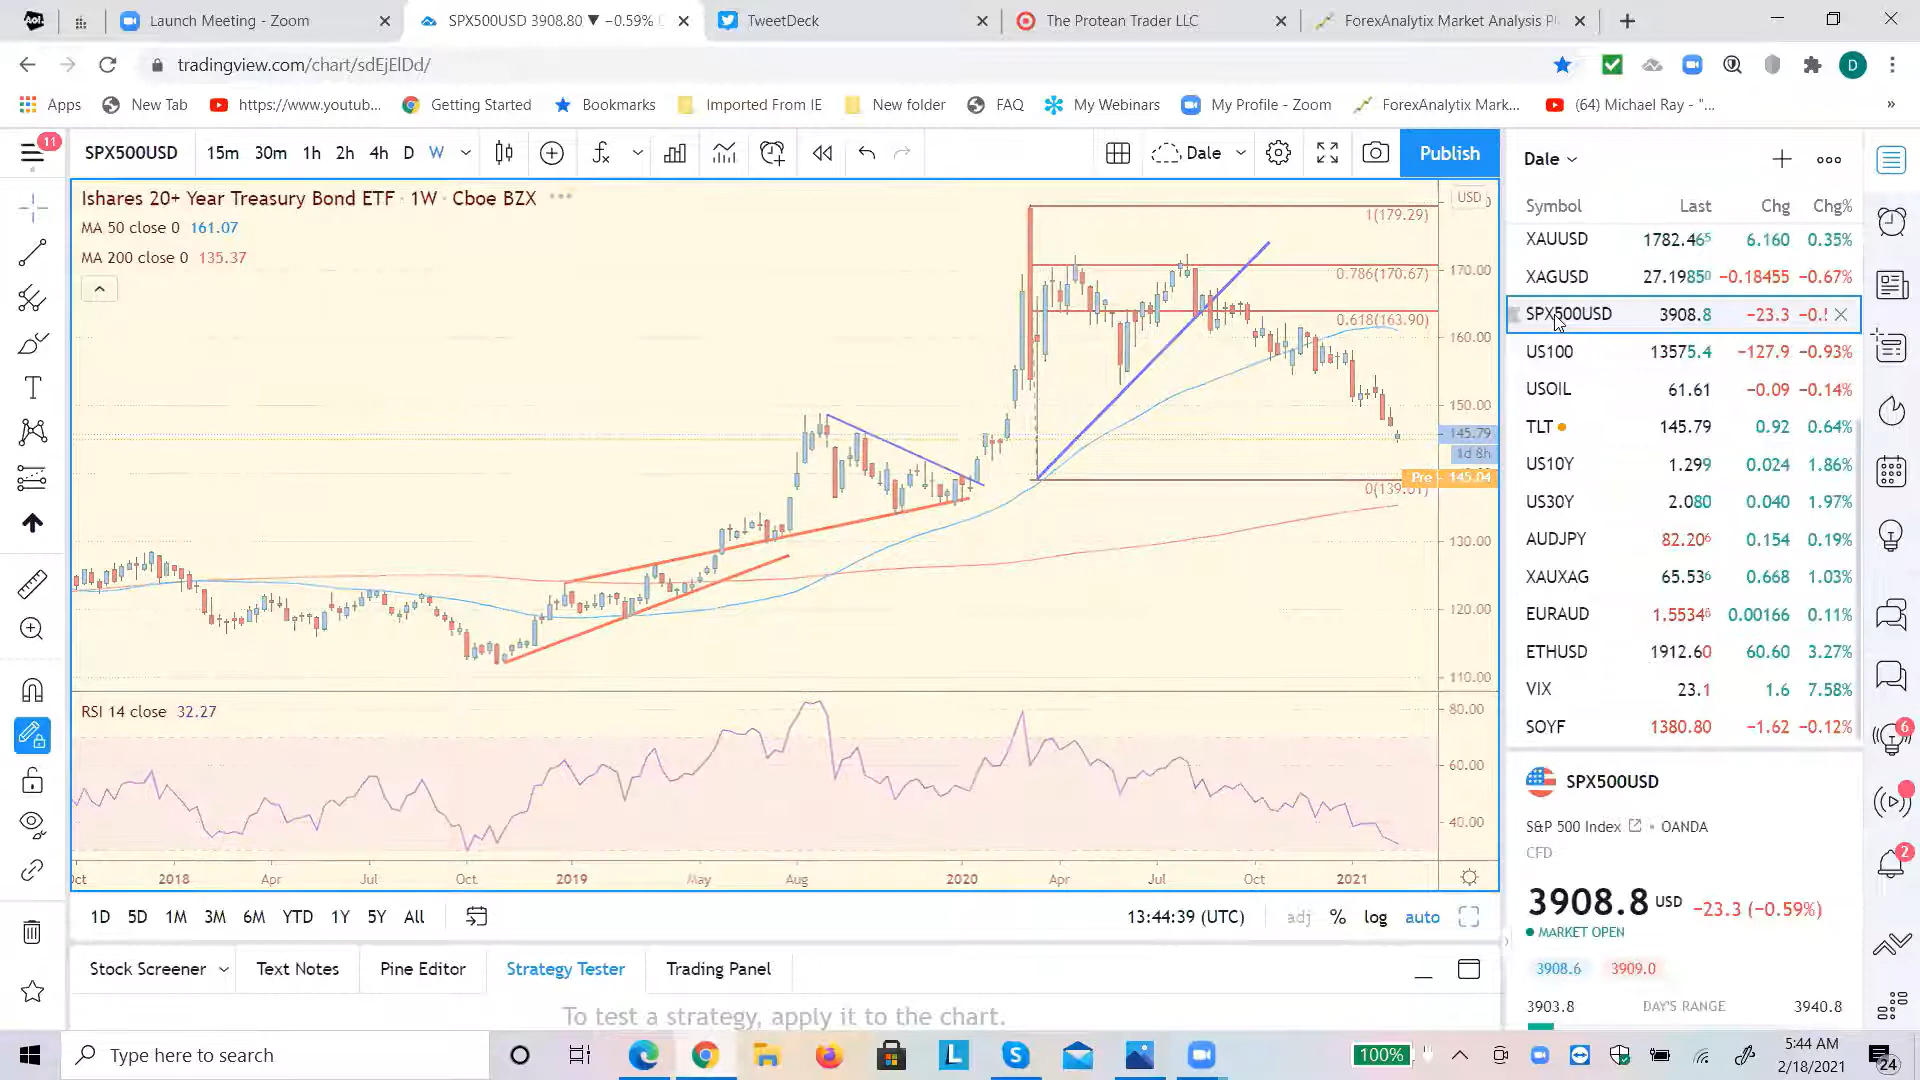 Launch Meeting - Zoom
SPX500USD 3908.80 ▼ −0.59%
TweetDeck
The Protean Trader LLC
ForexAnalytix Market Analysis Pl
tradingview.com/chart/sdEjElDd/
D
Apps
New Tab
https://www.youtub...
Getting Started
Bookmarks
Imported From IE
New folder
FAQ
My Webinars
My Profile - Zoom
ForexAnalytix Mark...
(64) Michael Ray - "...
»
11
SPX500USD
15m 30m 1h 2h 4h D W
Dale
Publish
Ishares 20+ Year Treasury Bond ETF · 1W · Cboe BZX
MA 50 close 0 161.07
MA 200 close 0 135.37
USD
1(179.29)
0.786(170.67)
0.618(163.90)
170.00
160.00
150.00
145.79
1d 8h
Pre 145.04
130.00
120.00
110.00
RSI 14 close 32.27
80.00
60.00
40.00
Oct 2018 Apr Jul Oct 2019 May Aug 2020 Apr Jul Oct 2021
1D 5D 1M 3M 6M YTD 1Y 5Y All
13:44:39 (UTC)
adj % log auto
Stock Screener
Text Notes
Pine Editor
Strategy Tester
Trading Panel
To test a strategy, apply it to the chart.
Dale
Symbol Last Chg Chg%
XAUUSD 1782.465 6.160 0.35%
XAGUSD 27.19850 −0.18455 −0.67%
SPX500USD 3908.8 −23.3
US100 13575.4 −127.9 −0.93%
USOIL 61.61 −0.09 −0.14%
TLT 145.79 0.92 0.64%
US10Y 1.299 0.024 1.86%
US30Y 2.080 0.040 1.97%
AUDJPY 82.206 0.154 0.19%
XAUXAG 65.536 0.668 1.03%
EURAUD 1.55346 0.00166 0.11%
ETHUSD 1912.60 60.60 3.27%
VIX 23.1 1.6 7.58%
SOYF 1380.80 −1.62 −0.12%
SPX500USD
S&P 500 Index • OANDA
CFD
3908.8 USD −23.3 (−0.59%)
MARKET OPEN
3908.6 3909.0
3903.8 DAY'S RANGE 3940.8
6
2
Type here to search
100%
5:44 AM
2/18/2021
24